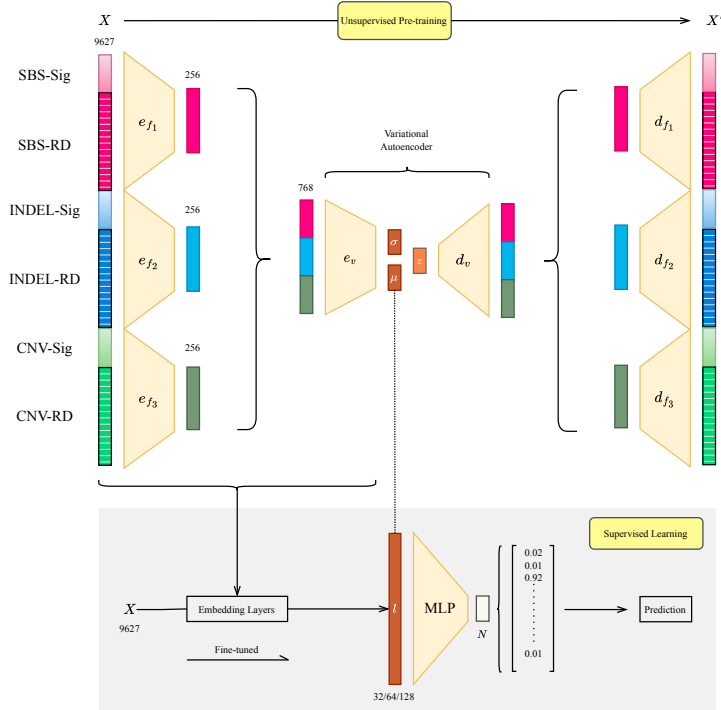 X
Unsupervised Pre-training
9627
SBS-Sig
SBS-RD
INDEL-Sig
INDEL-RD
CNV-Sig
CNV-RD
e_{f_1}
256
e_{f_2}
256
e_{f_3}
256
Variational
Autoencoder
768
e_v
σ
μ
z
d_v
d_{f_1}
d_{f_2}
d_{f_3}
Supervised Learning
X
9627
Embedding Layers
Fine-tuned
l
32/64/128
MLP
N
0.02
0.01
0.92
0.01
Prediction